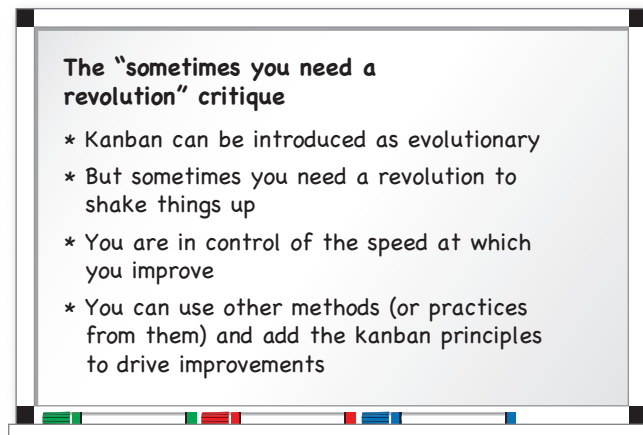 The “sometimes you need a
revolution” critique
* Kanban can be introduced as evolutionary
* But sometimes you need a revolution to
shake things up
* You are in control of the speed at which
you improve
* You can use other methods (or practices
from them) and add the kanban principles
to drive improvements